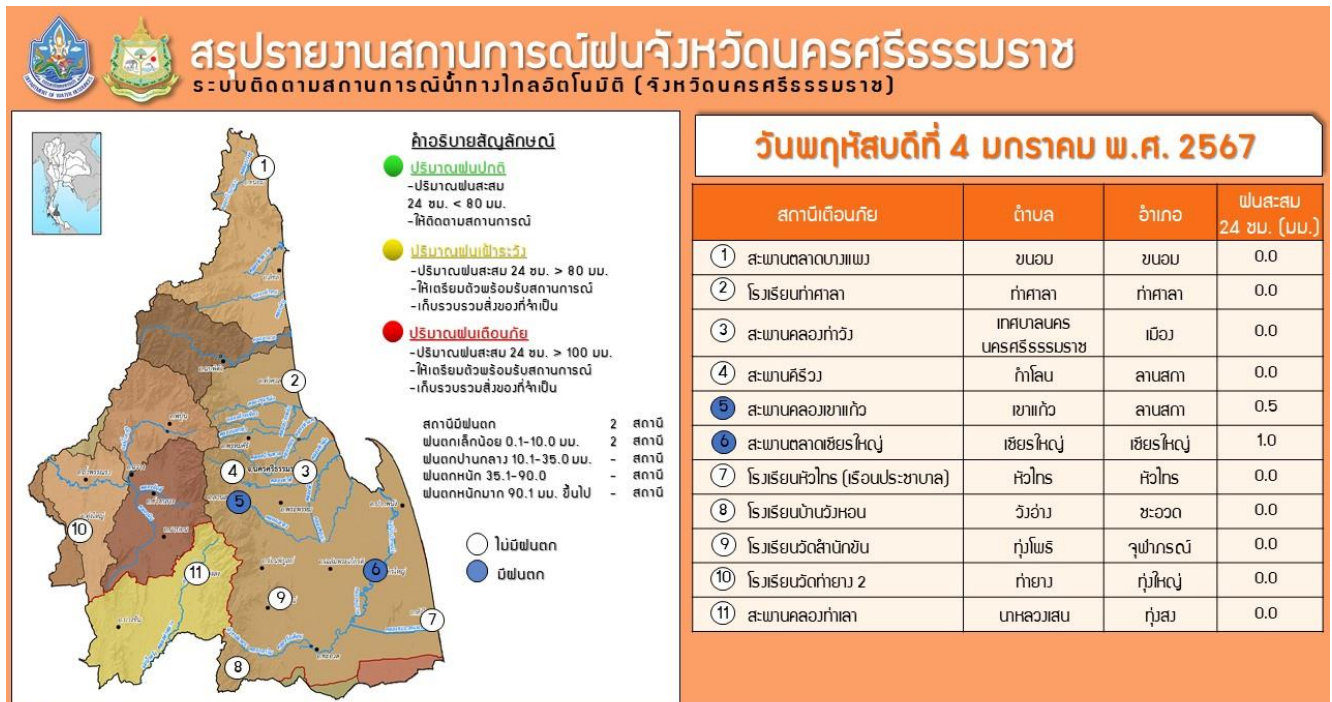 สรุปรายงานสถานการณ์ฝนจังหวัดนครศรีธรรมราช
ระบบติดตามสถานการณ์น้ำทางไกลอัตโนมัติ (จังหวัดนครศรีธรรมราช)
คำอธิบายสัญลักษณ์
ปริมาณฝนปกติ
-ปริมาณฝนสะสม
24 ชม. < 80 มม.
-ให้ติดตามสถานการณ์
ปริมาณฝนเฝ้าระวัง
-ปริมาณฝนสะสม 24 ชม. > 80 มม.
-ให้เตรียมตัวพร้อมรับสถานการณ์
-เก็บรวบรวมสิ่งของที่จำเป็น
ปริมาณฝนเตือนภัย
-ปริมาณฝนสะสม 24 ชม. > 100 มม.
-ให้เตรียมตัวพร้อมรับสถานการณ์
-เก็บรวบรวมสิ่งของที่จำเป็น
สถานีมีฝนตก 2 สถานี
ฝนตกเล็กน้อย 0.1-10.0 มม. 2 สถานี
ฝนตกปานกลาง 10.1-35.0 มม. - สถานี
ฝนตกหนัก 35.1-90.0 - สถานี
ฝนตกหนักมาก 90.1 มม. ขึ้นไป - สถานี
ไม่มีฝนตก
มีฝนตก
1
2
4
3
5
10
11
6
9
7
8
วันพฤหัสบดีที่ 4 มกราคม พ.ศ. 2567
สถานีเตือนภัย ตำบล อำเภอ ฝนสะสม
24 ชม. (มม.)
1 สะพานตลาดบางแพง ขนอม ขนอม 0.0
2 โรงเรียนท่าศาลา ท่าศาลา ท่าศาลา 0.0
3 สะพานคลองท่าวัง เทศบาลนคร
นครศรีธรรมราช เมือง 0.0
4 สะพานคีรีวง กำโลน ลานสกา 0.0
5 สะพานคลองเขาแก้ว เขาแก้ว ลานสกา 0.5
6 สะพานตลาดเชียรใหญ่ เชียรใหญ่ เชียรใหญ่ 1.0
7 โรงเรียนหัวไทร (เรือนประชาบาล) หัวไทร หัวไทร 0.0
8 โรงเรียนบ้านวังหอน วังอ่าง ชะอวด 0.0
9 โรงเรียนวัดสำนักขัน ทุ่งโพธิ จุฬาภรณ์ 0.0
10 โรงเรียนวัดท่ายาง 2 ท่ายาง ทุ่งใหญ่ 0.0
11 สะพานคลองท่าเลา นาหลวงเสน ทุ่งสง 0.0